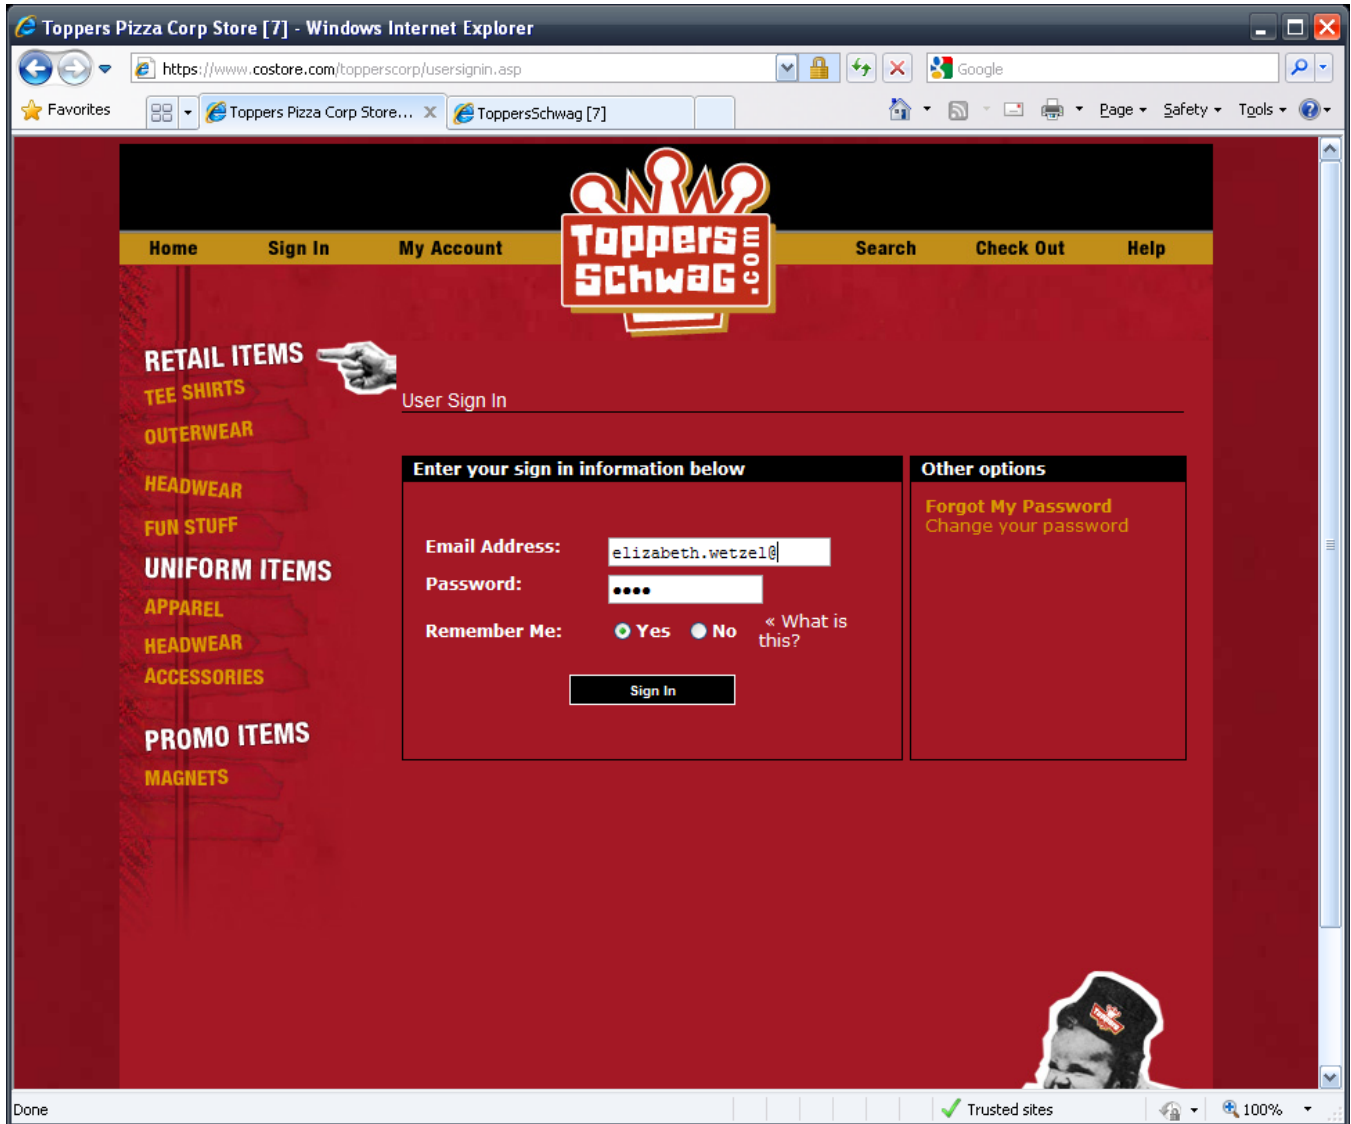 Toppers Pizza Corp Store [7] - Windows Internet Explorer
https://www.costore.com/topperscorp/usersignin.asp
Google
Favorites
Toppers Pizza Corp Store... X
ToppersSchwag [7]
Page
Safety
Tools
Toppers
Schwag
.com
Home
Sign In
My Account
Search
Check Out
Help
RETAIL ITEMS
TEE SHIRTS
OUTERWEAR
HEADWEAR
FUN STUFF
UNIFORM ITEMS
APPAREL
HEADWEAR
ACCESSORIES
PROMO ITEMS
MAGNETS
User Sign In
Enter your sign in information below
Email Address: elizabeth.wetzel@
Password: ••••
Remember Me: Yes No « What is
this?
Sign In
Other options
Forgot My Password
Change your password
TOPPERS
Done
Trusted sites
100%